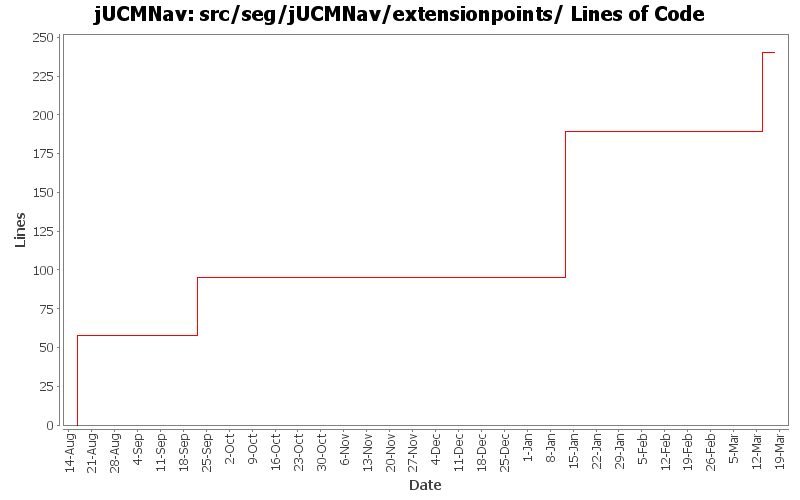 jUCMNav: src/seg/jUCMNav/extensionpoints/ Lines of Code
250
225
200
175
150
125
100
75
50
25
0
Lines
14-Aug
21-Aug
28-Aug
4-Sep
11-Sep
18-Sep
25-Sep
2-Oct
9-Oct
16-Oct
23-Oct
30-Oct
6-Nov
13-Nov
20-Nov
27-Nov
4-Dec
11-Dec
18-Dec
25-Dec
1-Jan
8-Jan
15-Jan
22-Jan
29-Jan
5-Feb
12-Feb
19-Feb
26-Feb
5-Mar
12-Mar
19-Mar
Date